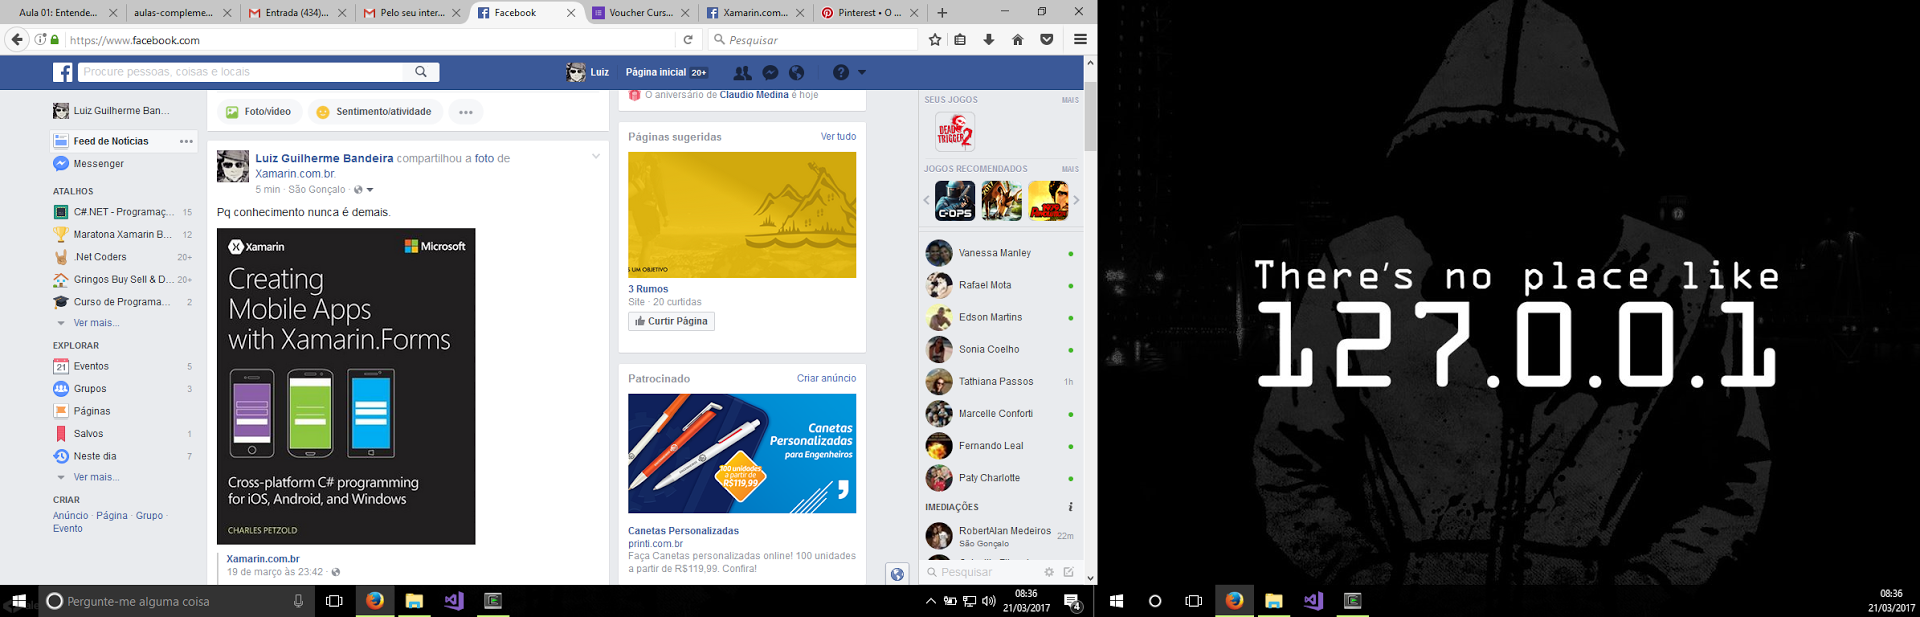 Aula 01: Entende...
aulas-compleme...
Entrada (434)...
Pelo seu inter...
Facebook
Voucher Curs...
Xamarin.com...
Pinterest • O ...
https://www.facebook.com
Pesquisar
Procure pessoas, coisas e locais
Luiz
Página inicial 20+
Luiz Guilherme Ban...
Feed de Notícias
Messenger
ATALHOS
C#.NET - Programaç... 15
Maratona Xamarin B... 12
.Net Coders 20+
Gringos Buy Sell & D... 20+
Curso de Programa... 2
Ver mais...
EXPLORAR
Eventos 5
Grupos 3
Páginas
Salvos 1
Neste dia 7
Ver mais...
CRIAR
Anúncio · Página · Grupo ·
Evento
Foto/vídeo
Sentimento/atividade
Luiz Guilherme Bandeira compartilhou a foto de
Xamarin.com.br.
5 min · São Gonçalo ·
Pq conhecimento nunca é demais.
Xamarin
Microsoft
Creating
Mobile Apps
with Xamarin.Forms
Cross-platform C# programming
for iOS, Android, and Windows
CHARLES PETZOLD
Xamarin.com.br
19 de março às 23:42 ·
O aniversário de Claudio Medina é hoje
Páginas sugeridas
Ver tudo
UM OBJETIVO
3 Rumos
Site · 20 curtidas
Curtir Página
Patrocinado
Criar anúncio
Canetas
Personalizadas
para Engenheiros
100 unidades
a partir de
R$119,99
Canetas Personalizadas
printi.com.br
Faça Canetas personalizadas online! 100 unidades
a partir de R$119,99. Confira!
SEUS JOGOS
MAIS
DEAD
TRIGGER
2
JOGOS RECOMENDADOS
MAIS
C-OPS
Vanessa Manley
Rafael Mota
Edson Martins
Sonia Coelho
Tathiana Passos 1h
Marcelle Conforti
Fernando Leal
Paty Charlotte
IMEDIAÇÕES
RobertAlan Medeiros 22m
São Gonçalo
Pesquisar
Pergunte-me alguma coisa
08:36
21/03/2017
4
There's no place like
127.0.0.1
08:36
21/03/2017